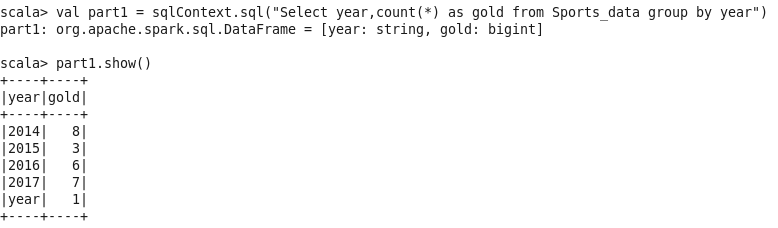 scala> val part1 = sqlContext.sql("Select year,count(*) as gold from Sports_data group by year")
part1: org.apache.spark.sql.DataFrame = [year: string, gold: bigint]
scala> part1.show()
+----+----+
|year|gold|
+----+----+
|2014|   8|
|2015|   3|
|2016|   6|
|2017|   7|
|year|   1|
+----+----+